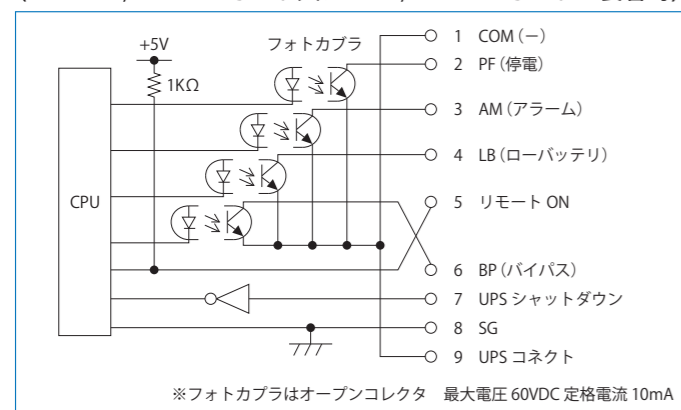 +5V
フォトカプラ
1KΩ
CPU
1 COM（−）
2 PF（停電）
3 AM（アラーム）
4 LB（ローバッテリ）
5 リモート ON
6 BP（バイパス）
7 UPS シャットダウン
8 SG
9 UPS コネクト
※フォトカプラはオープンコレクタ 最大電圧 60VDC 定格電流 10mA